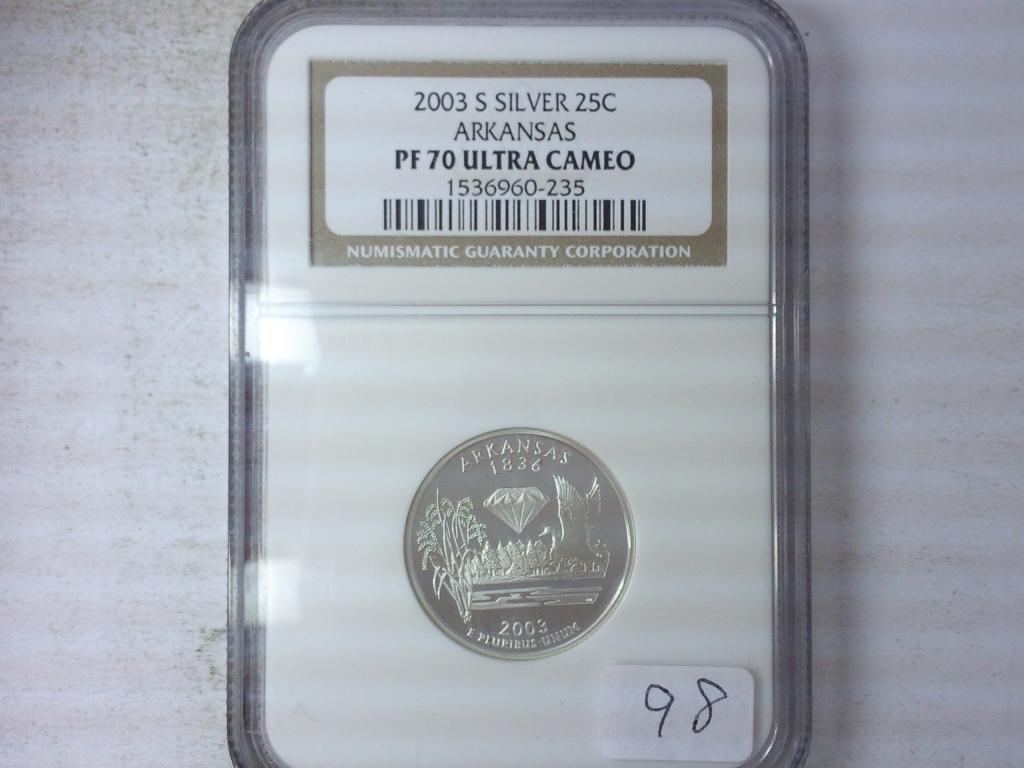 2003 S SILVER 25C
ARKANSAS
PF 70 ULTRA CAMEO
1536960-235
NUMISMATIC GUARANTY CORPORATION
ARKANSAS
1836
2003
E PLURIBUS UNUM
98